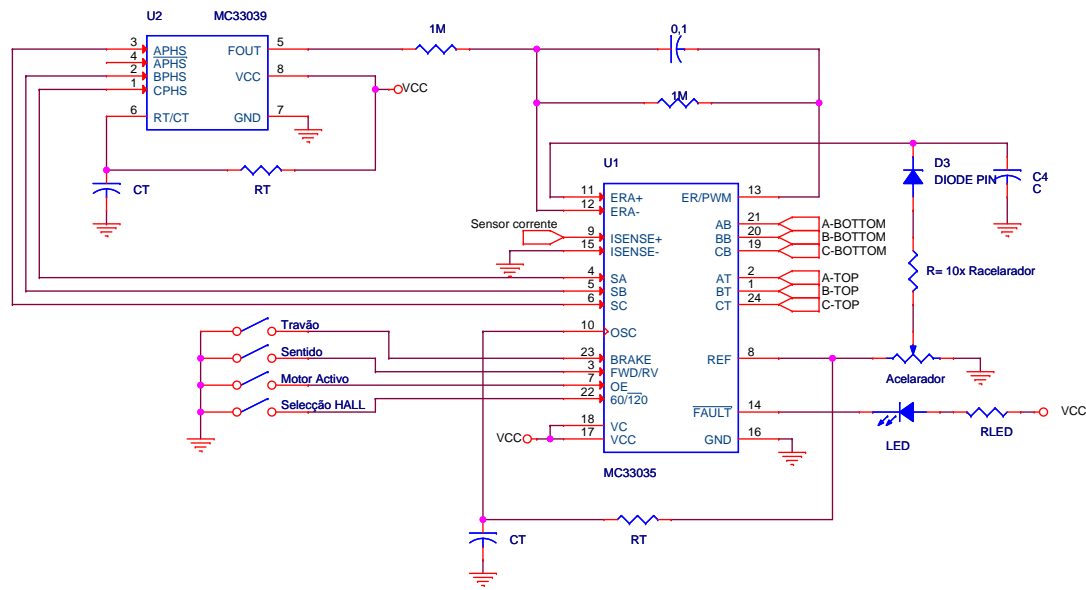 U2 MC33039
3 APHS FOUT 5
4 APHS
2 BPHS VCC 8
1 CPHS
6 RT/CT GND 7
VCC
CT
RT
1M
0,1
1M
U1
D3
DIODE PIN
C4
C
11 ERA+ ER/PWM 13
12 ERA-
Sensor corrente
9 ISENSE+
15 ISENSE-
AB 21 A-BOTTOM
BB 20 B-BOTTOM
CB 19 C-BOTTOM
4 SA AT 2 A-TOP
5 SB BT 1 B-TOP
6 SC CT 24 C-TOP
R= 10x Racelarador
10 OSC
Travão
Sentido
Motor Activo
Selecção HALL
23 BRAKE REF 8
3 FWD/RV
7 OE
22 60/120
Acelarador
FAULT 14
18 VC
VCC 17 VCC GND 16
LED
RLED
VCC
MC33035
CT
RT